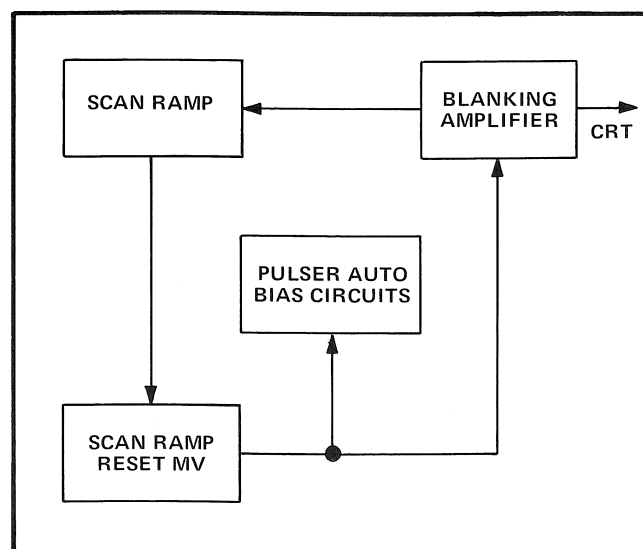 SCAN RAMP
BLANKING
AMPLIFIER
CRT
PULSER AUTO
BIAS CIRCUITS
SCAN RAMP
RESET MV